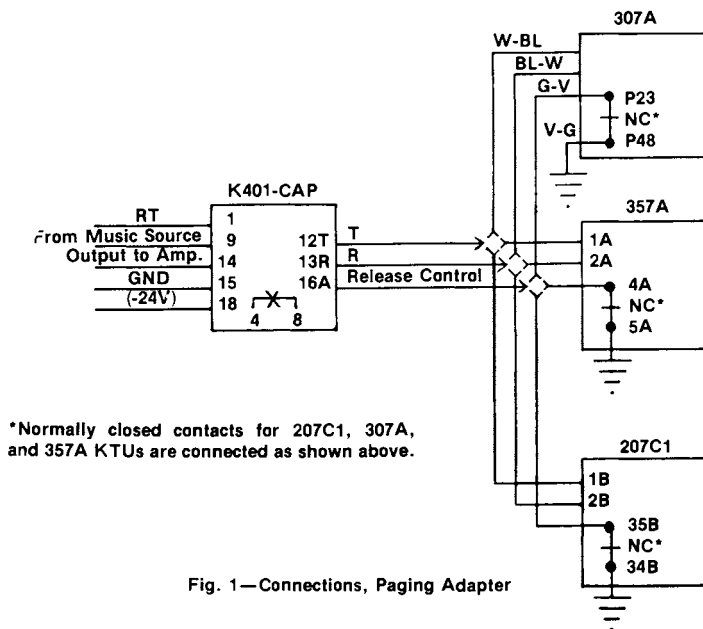 307A
W-BL
BL-W
G-V
P23
NC*
V-G
P48
K401-CAP
357A
RT
1
From Music Source
9
12T
T
1A
Output to Amp.
14
13R
R
2A
GND
15
16A
Release Control
4A
(-24V)
18
X
4
8
NC*
5A
*Normally closed contacts for 207C1, 307A,
and 357A KTUs are connected as shown above.
207C1
1B
2B
35B
NC*
34B
Fig. 1—Connections, Paging Adapter